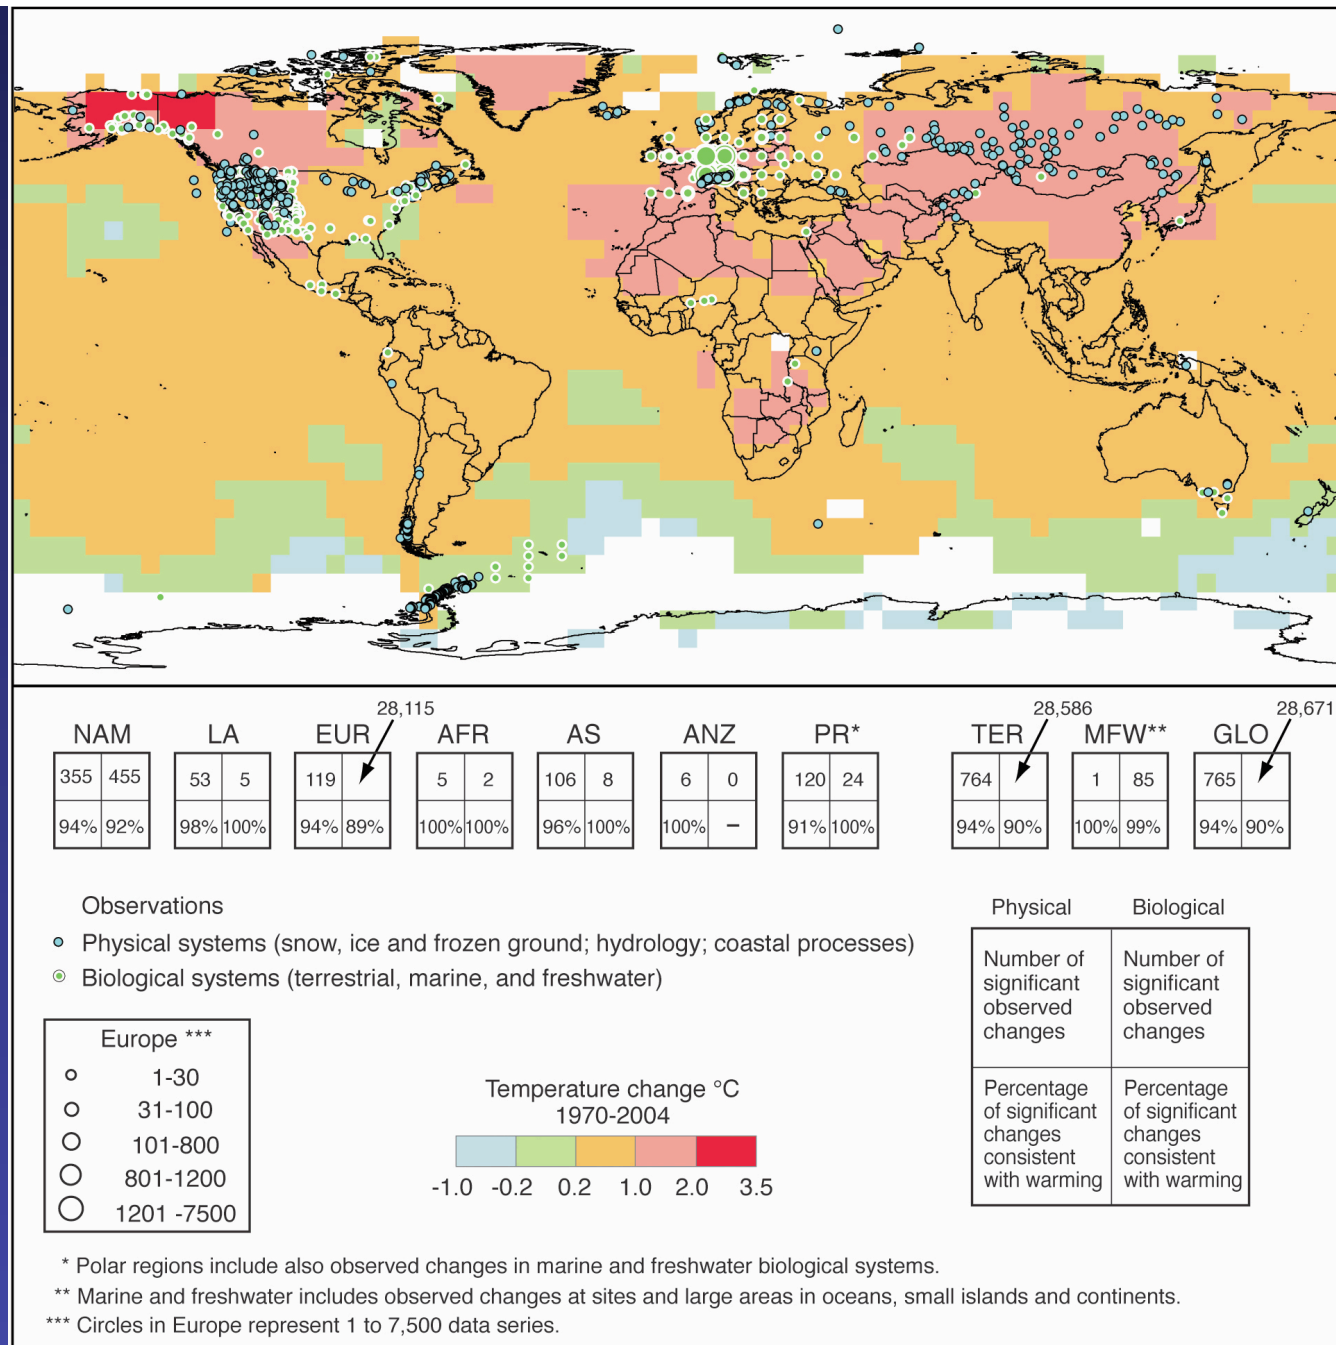 28,115
28,586
28,671
NAM
LA
EUR
AFR
AS
ANZ
PR*
TER
MFW**
GLO
355 455
53 5
119
5 2
106 8
6 0
120 24
764
1 85
765
94% 92%
98% 100%
94% 89%
100% 100%
96% 100%
100% –
91% 100%
94% 90%
100% 99%
94% 90%
Observations
Physical systems (snow, ice and frozen ground; hydrology; coastal processes)
Biological systems (terrestrial, marine, and freshwater)
Europe ***
1-30
31-100
101-800
801-1200
1201 -7500
Temperature change °C
1970-2004
-1.0 -0.2 0.2 1.0 2.0 3.5
Physical
Biological
Number of
significant
observed
changes
Number of
significant
observed
changes
Percentage
of significant
changes
consistent
with warming
Percentage
of significant
changes
consistent
with warming
* Polar regions include also observed changes in marine and freshwater biological systems.
** Marine and freshwater includes observed changes at sites and large areas in oceans, small islands and continents.
*** Circles in Europe represent 1 to 7,500 data series.